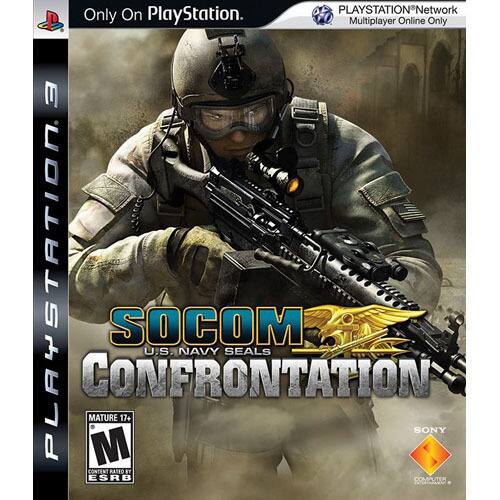 Only On PlayStation.
PLAYSTATION®Network
Multiplayer Online Only
PLAYSTATION 3
SOCOM
U.S. NAVY SEALs
CONFRONTATION
MATURE 17+
M
CONTENT RATED BY
ESRB
SONY
COMPUTER
ENTERTAINMENT